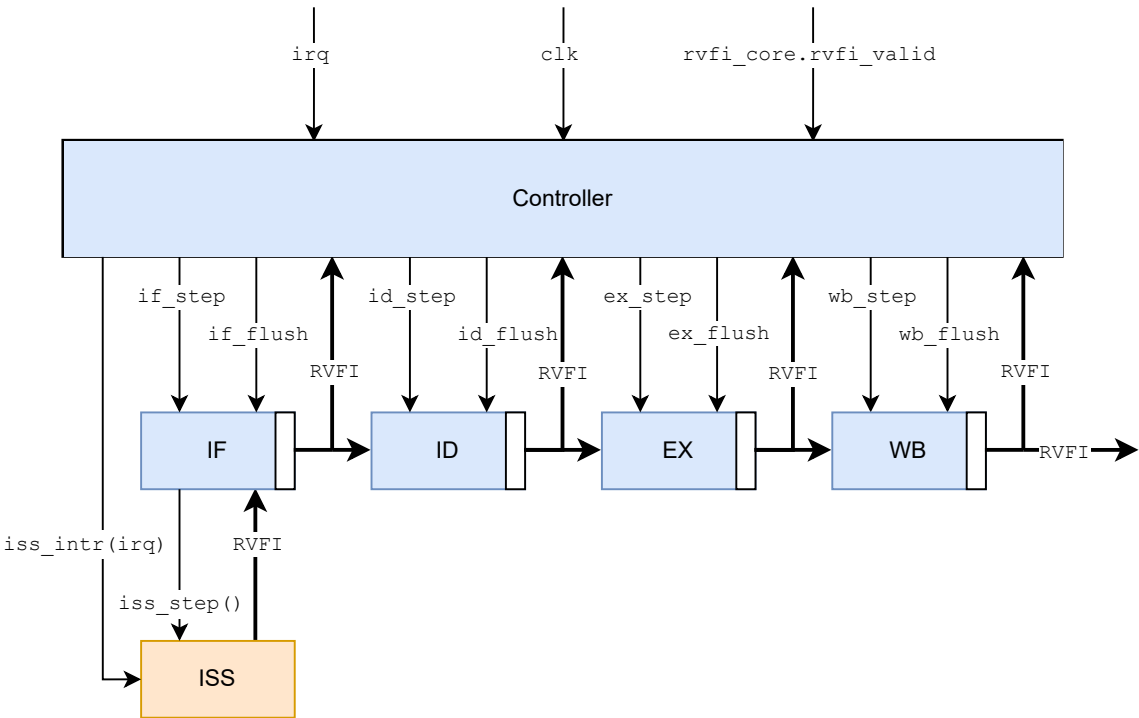 irq
clk
rvfi_core.rvfi_valid
Controller
if_step
if_flush
RVFI
id_step
id_flush
RVFI
ex_step
ex_flush
RVFI
wb_step
wb_flush
RVFI
IF
ID
EX
WB
RVFI
iss_intr(irq)
RVFI
iss_step()
ISS